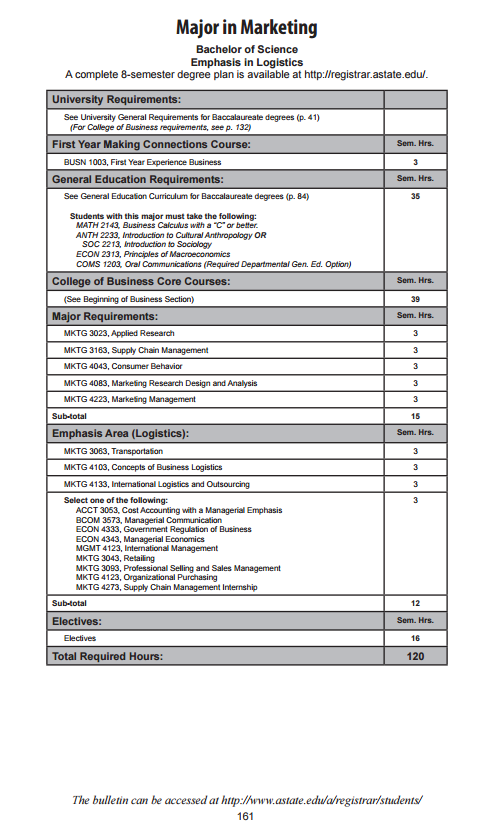 Major in Marketing
Bachelor of Science
Emphasis in Logistics
A complete 8-semester degree plan is available at http://registrar.astate.edu/.
University Requirements:
See University General Requirements for Baccalaureate degrees (p. 41)
(For College of Business requirements, see p. 132)
First Year Making Connections Course: Sem. Hrs.
BUSN 1003, First Year Experience Business 3
General Education Requirements: Sem. Hrs.
See General Education Curriculum for Baccalaureate degrees (p. 84) 35
Students with this major must take the following:
MATH 2143, Business Calculus with a “C” or better.
ANTH 2233, Introduction to Cultural Anthropology OR
SOC 2213, Introduction to Sociology
ECON 2313, Principles of Macroeconomics
COMS 1203, Oral Communications (Required Departmental Gen. Ed. Option)
College of Business Core Courses: Sem. Hrs.
(See Beginning of Business Section) 39
Major Requirements: Sem. Hrs.
MKTG 3023, Applied Research 3
MKTG 3163, Supply Chain Management 3
MKTG 4043, Consumer Behavior 3
MKTG 4083, Marketing Research Design and Analysis 3
MKTG 4223, Marketing Management 3
Sub-total 15
Emphasis Area (Logistics): Sem. Hrs.
MKTG 3063, Transportation 3
MKTG 4103, Concepts of Business Logistics 3
MKTG 4133, International Logistics and Outsourcing 3
Select one of the following: 3
ACCT 3053, Cost Accounting with a Managerial Emphasis
BCOM 3573, Managerial Communication
ECON 4333, Government Regulation of Business
ECON 4343, Managerial Economics
MGMT 4123, International Management
MKTG 3043, Retailing
MKTG 3093, Professional Selling and Sales Management
MKTG 4123, Organizational Purchasing
MKTG 4273, Supply Chain Management Internship
Sub-total 12
Electives: Sem. Hrs.
Electives 16
Total Required Hours: 120
The bulletin can be accessed at http://www.astate.edu/a/registrar/students/
161